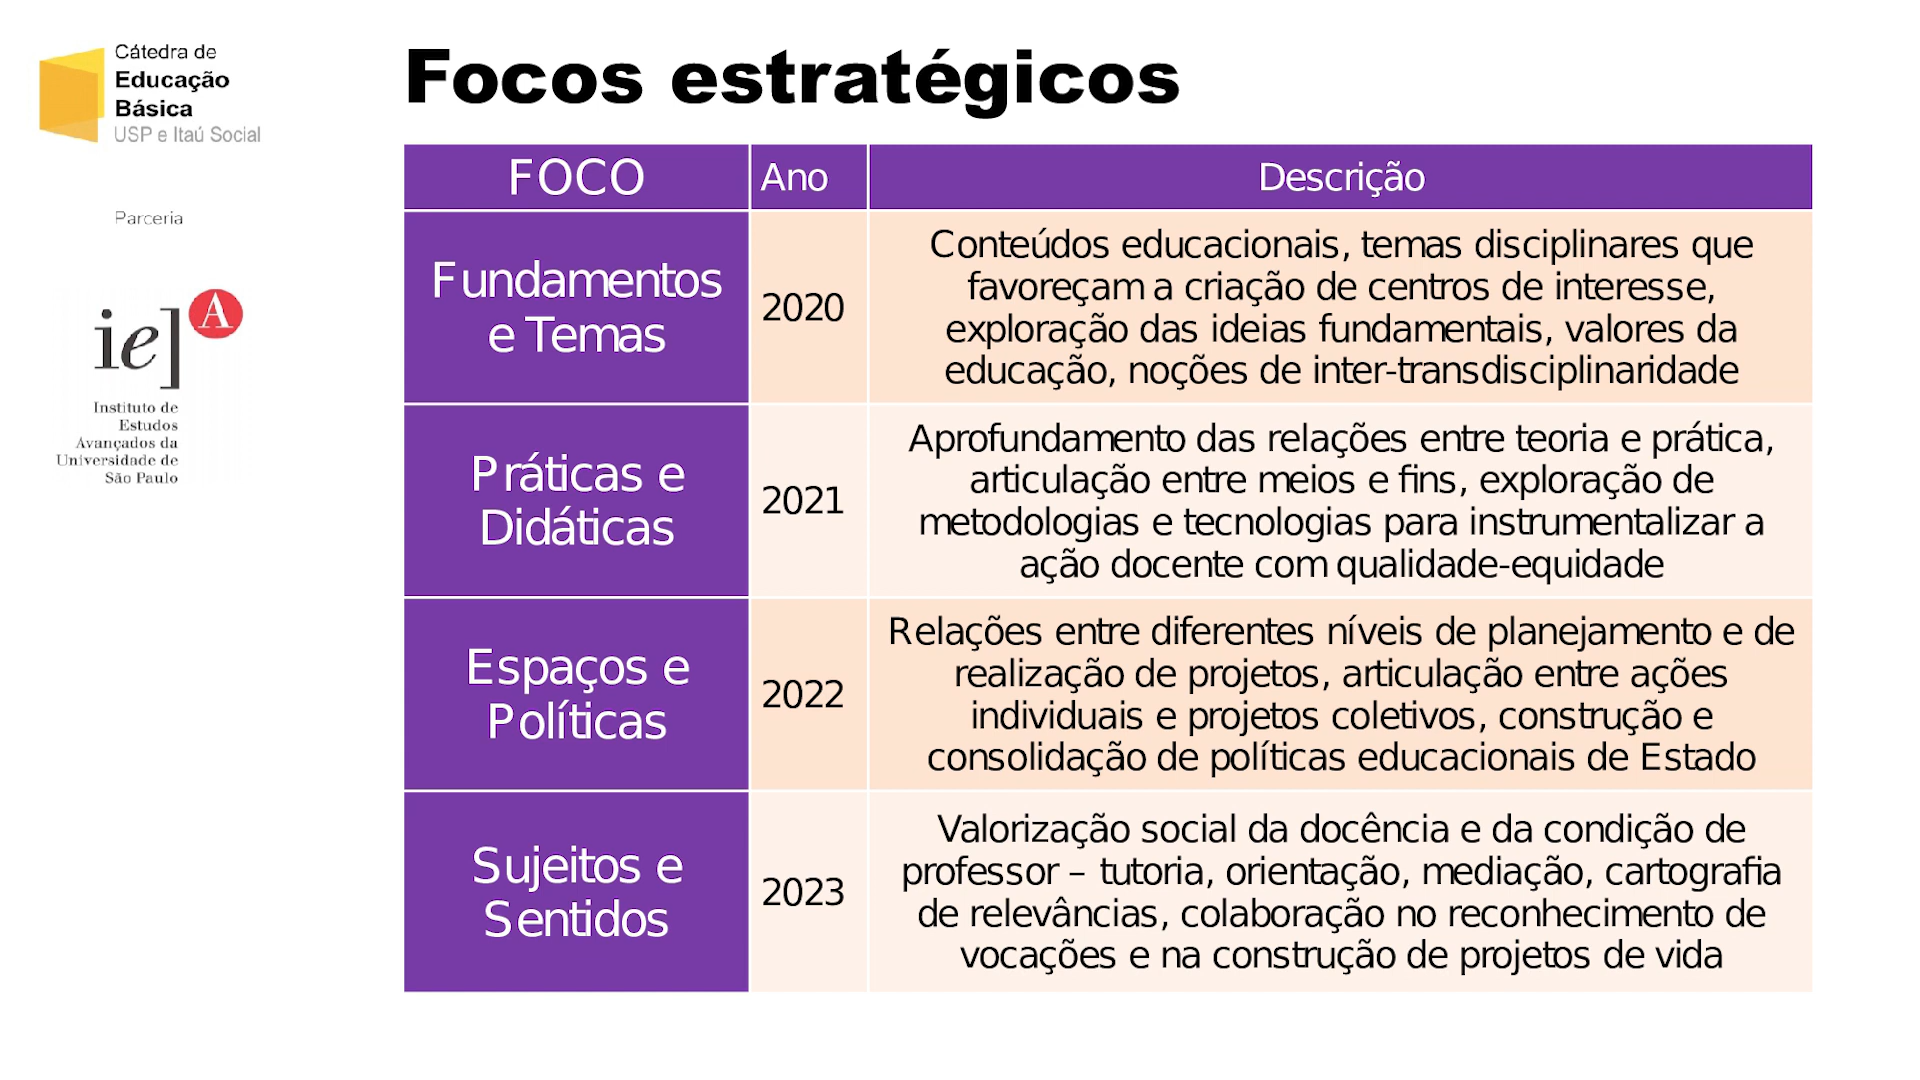 Cátedra de
Educação
Básica
USP e Itaú Social
Parceria
ie]A
Instituto de
Estudos
Avançados da
Universidade de
São Paulo
Focos estratégicos
FOCO Ano Descrição
Fundamentos
e Temas
2020
Conteúdos educacionais, temas disciplinares que
favoreçam a criação de centros de interesse,
exploração das ideias fundamentais, valores da
educação, noções de inter-transdisciplinaridade
Práticas e
Didáticas
2021
Aprofundamento das relações entre teoria e prática,
articulação entre meios e fins, exploração de
metodologias e tecnologias para instrumentalizar a
ação docente com qualidade-equidade
Espaços e
Políticas
2022
Relações entre diferentes níveis de planejamento e de
realização de projetos, articulação entre ações
individuais e projetos coletivos, construção e
consolidação de políticas educacionais de Estado
Sujeitos e
Sentidos
2023
Valorização social da docência e da condição de
professor – tutoria, orientação, mediação, cartografia
de relevâncias, colaboração no reconhecimento de
vocações e na construção de projetos de vida